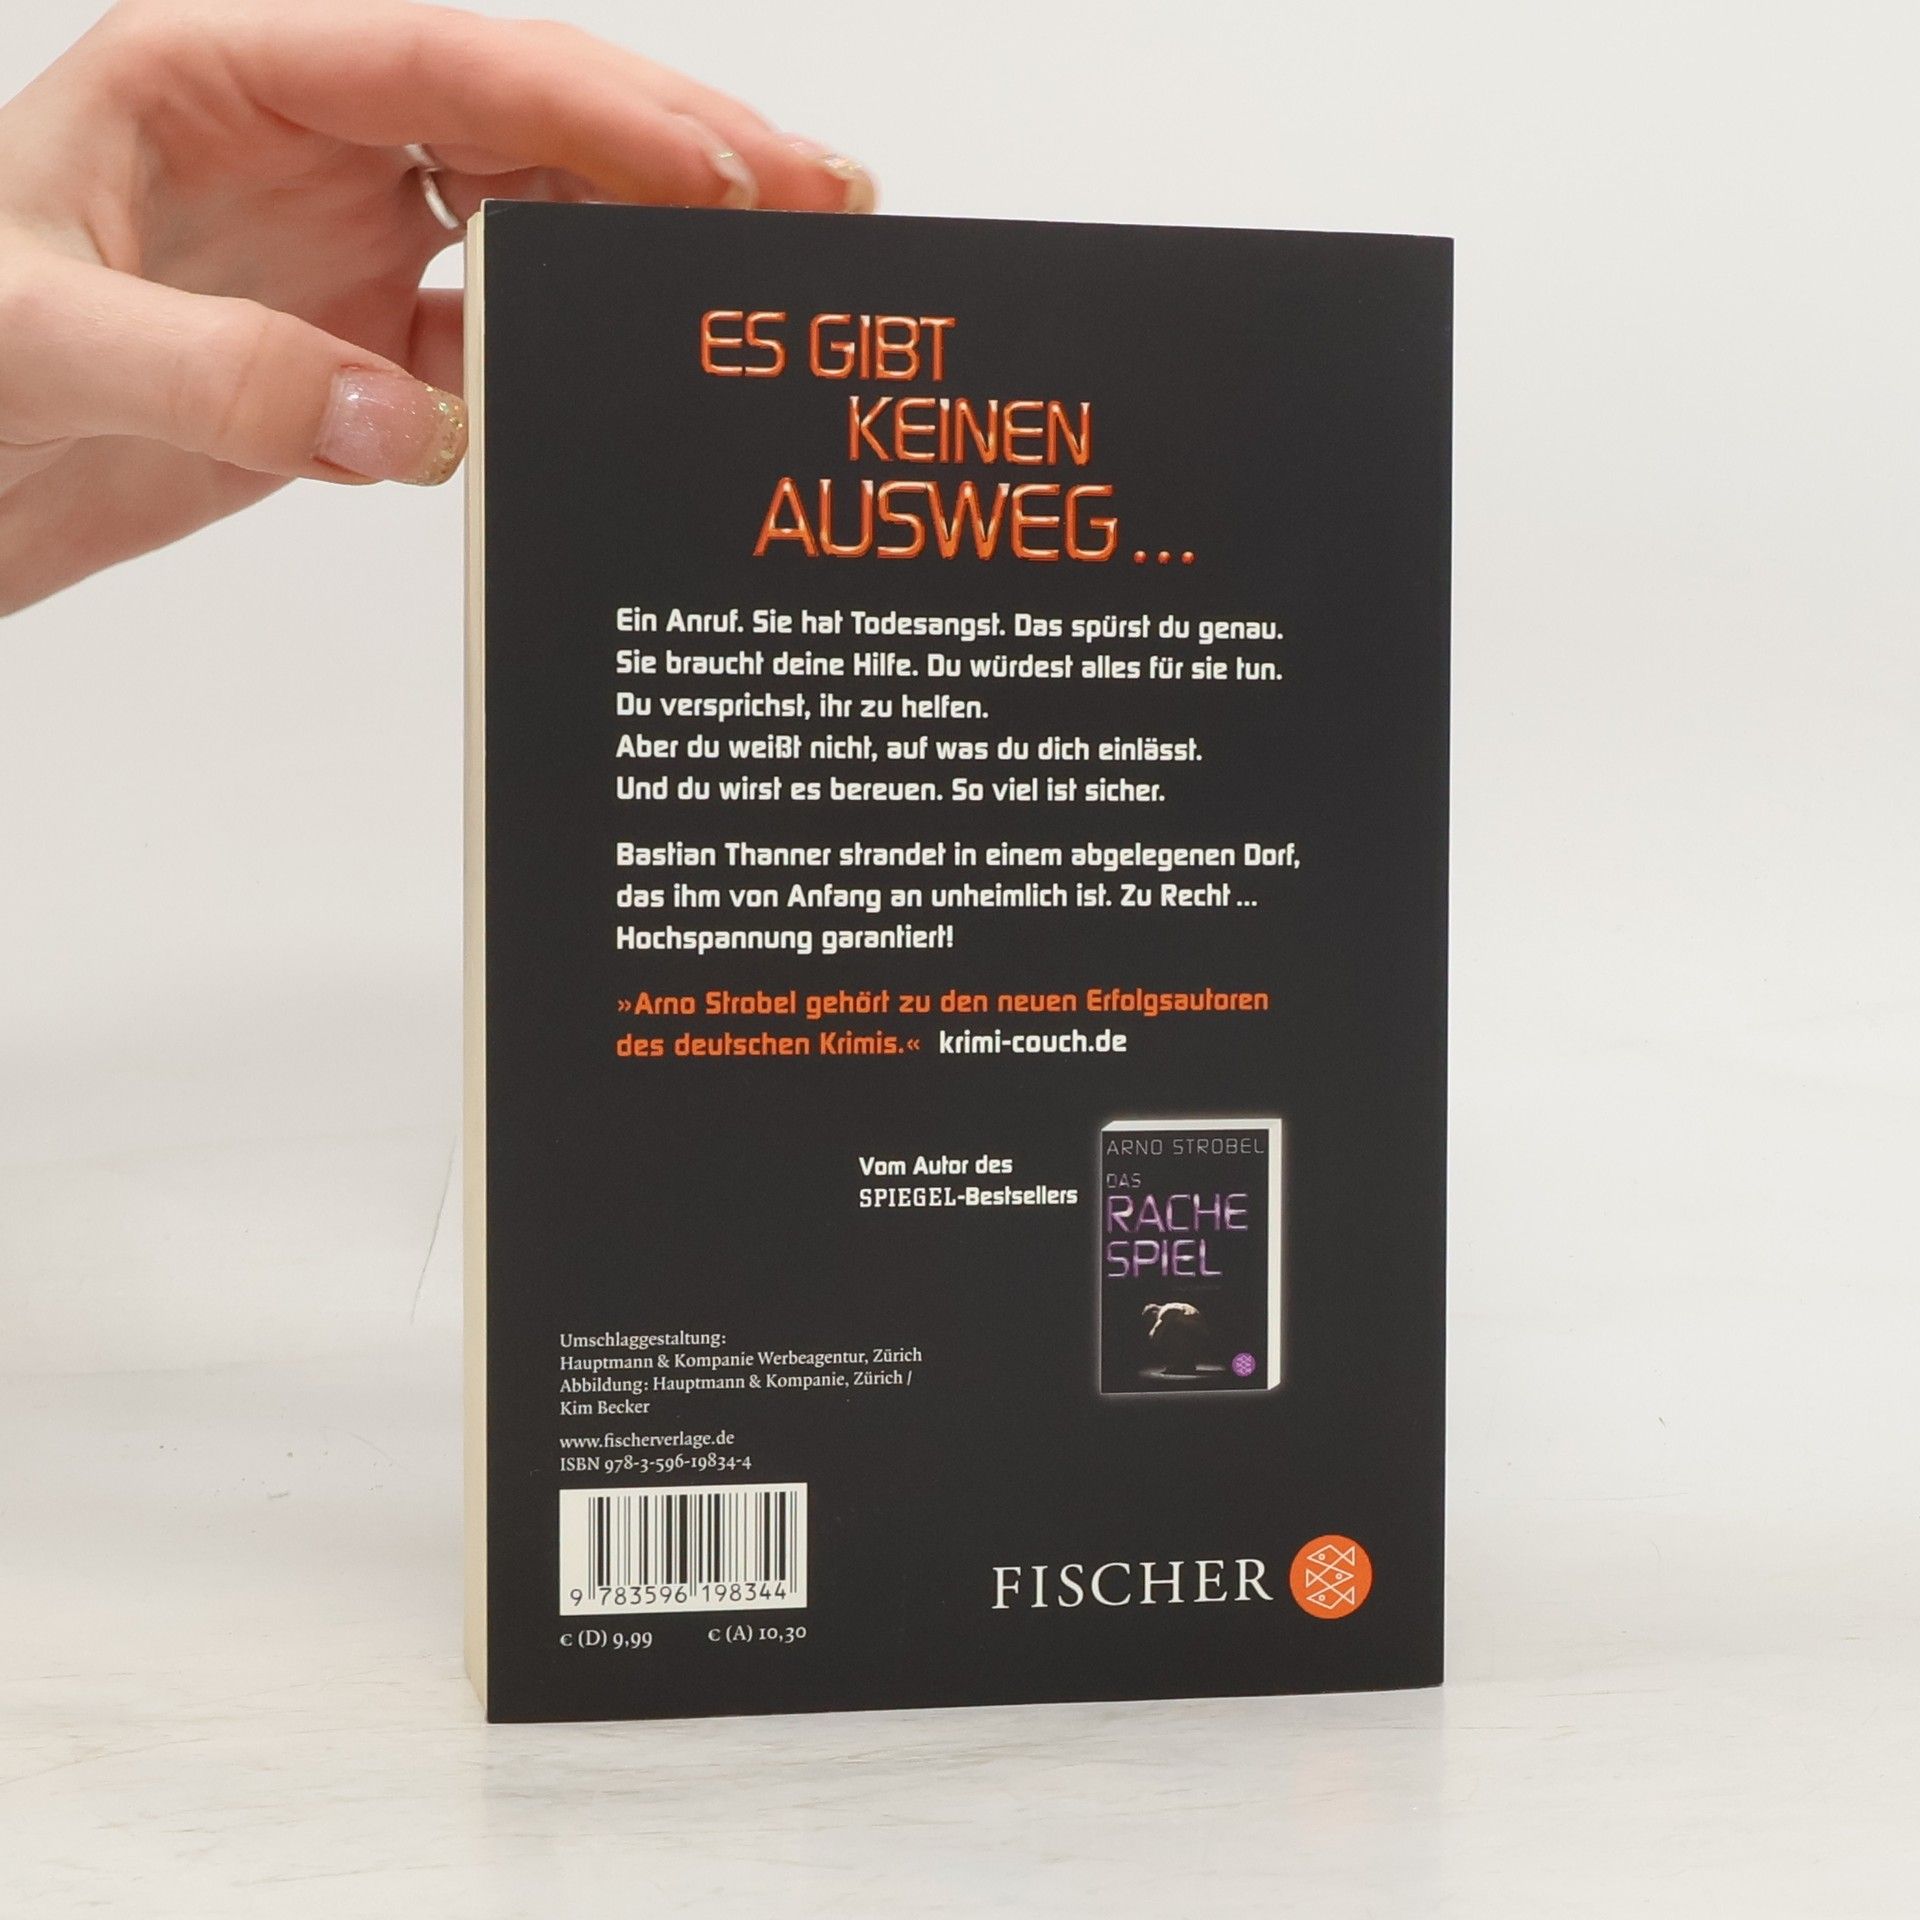 ES GIBT
KEINEN
AUSWEG...
Ein Anruf. Sie hat Todesangst. Das spürst du genau.
Sie braucht deine Hilfe. Du würdest alles für sie tun.
Du versprichst, ihr zu helfen.
Aber du weißt nicht, auf was du dich einlässt.
Und du wirst es bereuen. So viel ist sicher.
Bastian Thanner strandet in einem abgelegenen Dorf,
das ihm von Anfang an unheimlich ist. Zu Recht ...
Hochspannung garantiert!
»Arno Strobel gehört zu den neuen Erfolgsautoren
des deutschen Krimis.« krimi-couch.de
Vom Autor des
SPIEGEL-Bestsellers
ARNO STROBEL
DAS
RACHE
SPIEL
Umschlaggestaltung:
Hauptmann & Kompanie Werbeagentur, Zürich
Abbildung: Hauptmann & Kompanie, Zürich /
Kim Becker
www.fischerverlage.de
ISBN 978-3-596-19834-4
9 783596 198344
€ (D) 9,99 € (A) 10,30
FISCHER